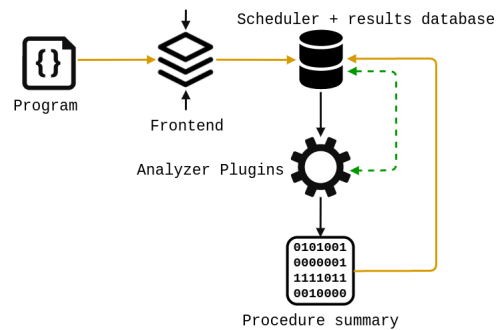 Scheduler + results database
{}
Program
Frontend
Analyzer Plugins
0101001
0000001
1111011
0010000
Procedure summary